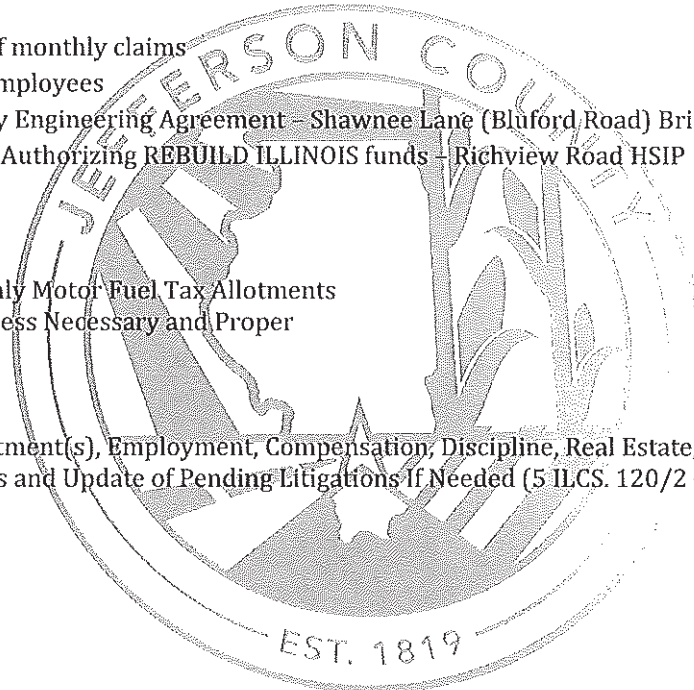 f monthly claims
mployees
y Engineering Agreement – Shawnee Lane (Bluford Road) Bri
Authorizing REBUILD ILLINOIS funds – Richview Road HSIP
ly Motor Fuel Tax Allotments
ess Necessary and Proper
tment(s), Employment, Compensation, Discipline, Real Estate,
s and Update of Pending Litigations If Needed (5 ILCS. 120/2
JEFFERSON COUNTY
EST. 1819